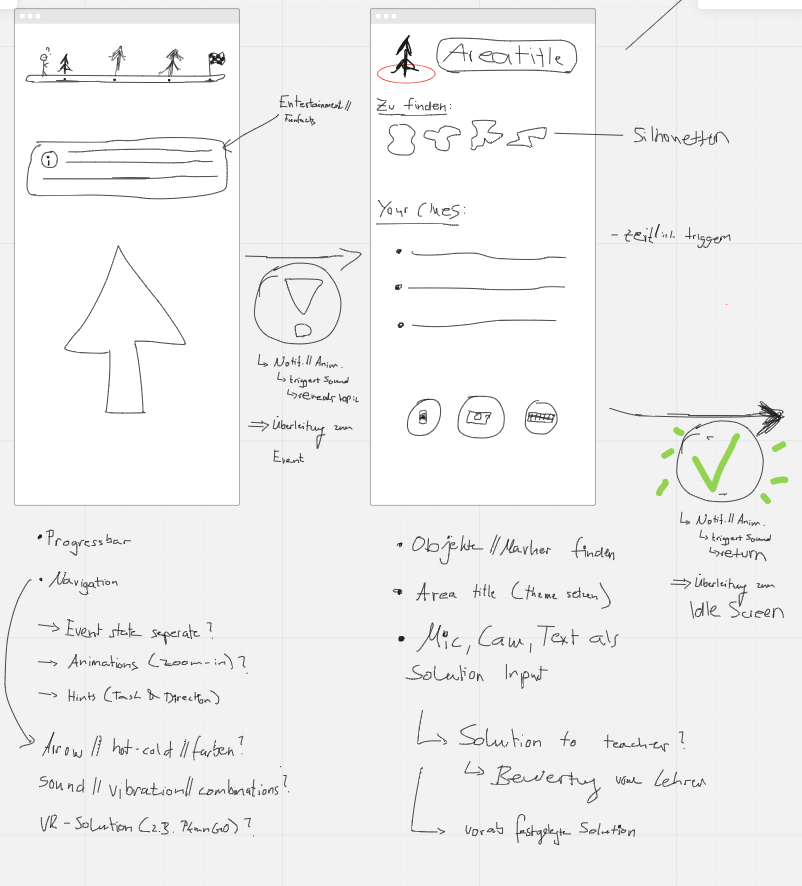 Entertainment//
Funfacts
Areatitle
Zu finden:
Silhouetten
Your Clues:
- zeitlich triggern
↳ Notif.//Anim.
↳ triggert Sound
↳ reveals topic
⇒ Überleitung zum
Event
↳ Notif.//Anim.
↳ triggert Sound
↳ return
⇒ Überleitung zum
Idle Screen
• Progressbar
• Navigation
→ Event state seperate?
→ Animations (zoom-in)?
→ Hints (Task & Direction)
Arrow // hot-cold // farben?
Sound // vibration // combinations?
VR-Solution (z.B. PkmnGO)?
• Objekte // Marker finden
• Area title (theme setzen)
• Mic, Cam, Text als
Solution Input
↳ Solution to teacher?
↳ Bewertung vom Lehrer
↳ vorab festgelegte Solution